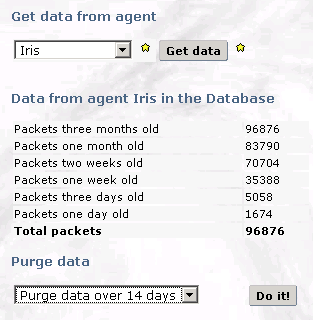 Get data from agent
Iris Get data
Data from agent Iris in the Database
Packets three months old 96876
Packets one month old 83790
Packets two weeks old 70704
Packets one week old 35388
Packets three days old 5058
Packets one day old 1674
Total packets 96876
Purge data
Purge data over 14 days Do it!